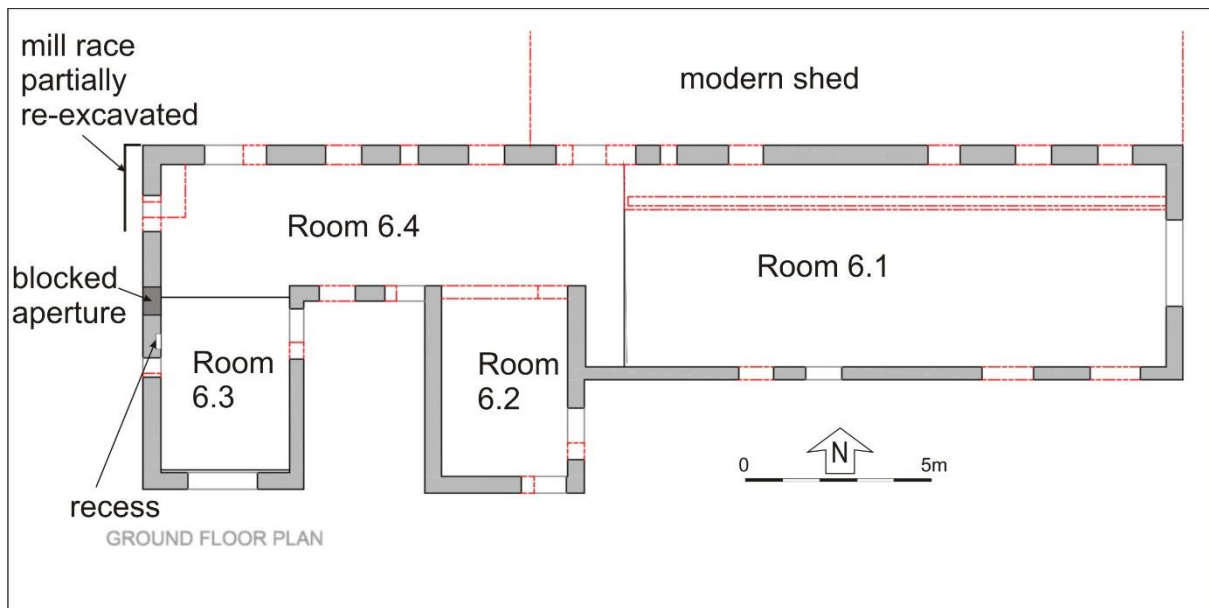 mill race
partially
re-excavated
modern shed
Room 6.4
Room 6.1
blocked
aperture
Room
6.3
Room
6.2
N
0 5m
recess
GROUND FLOOR PLAN